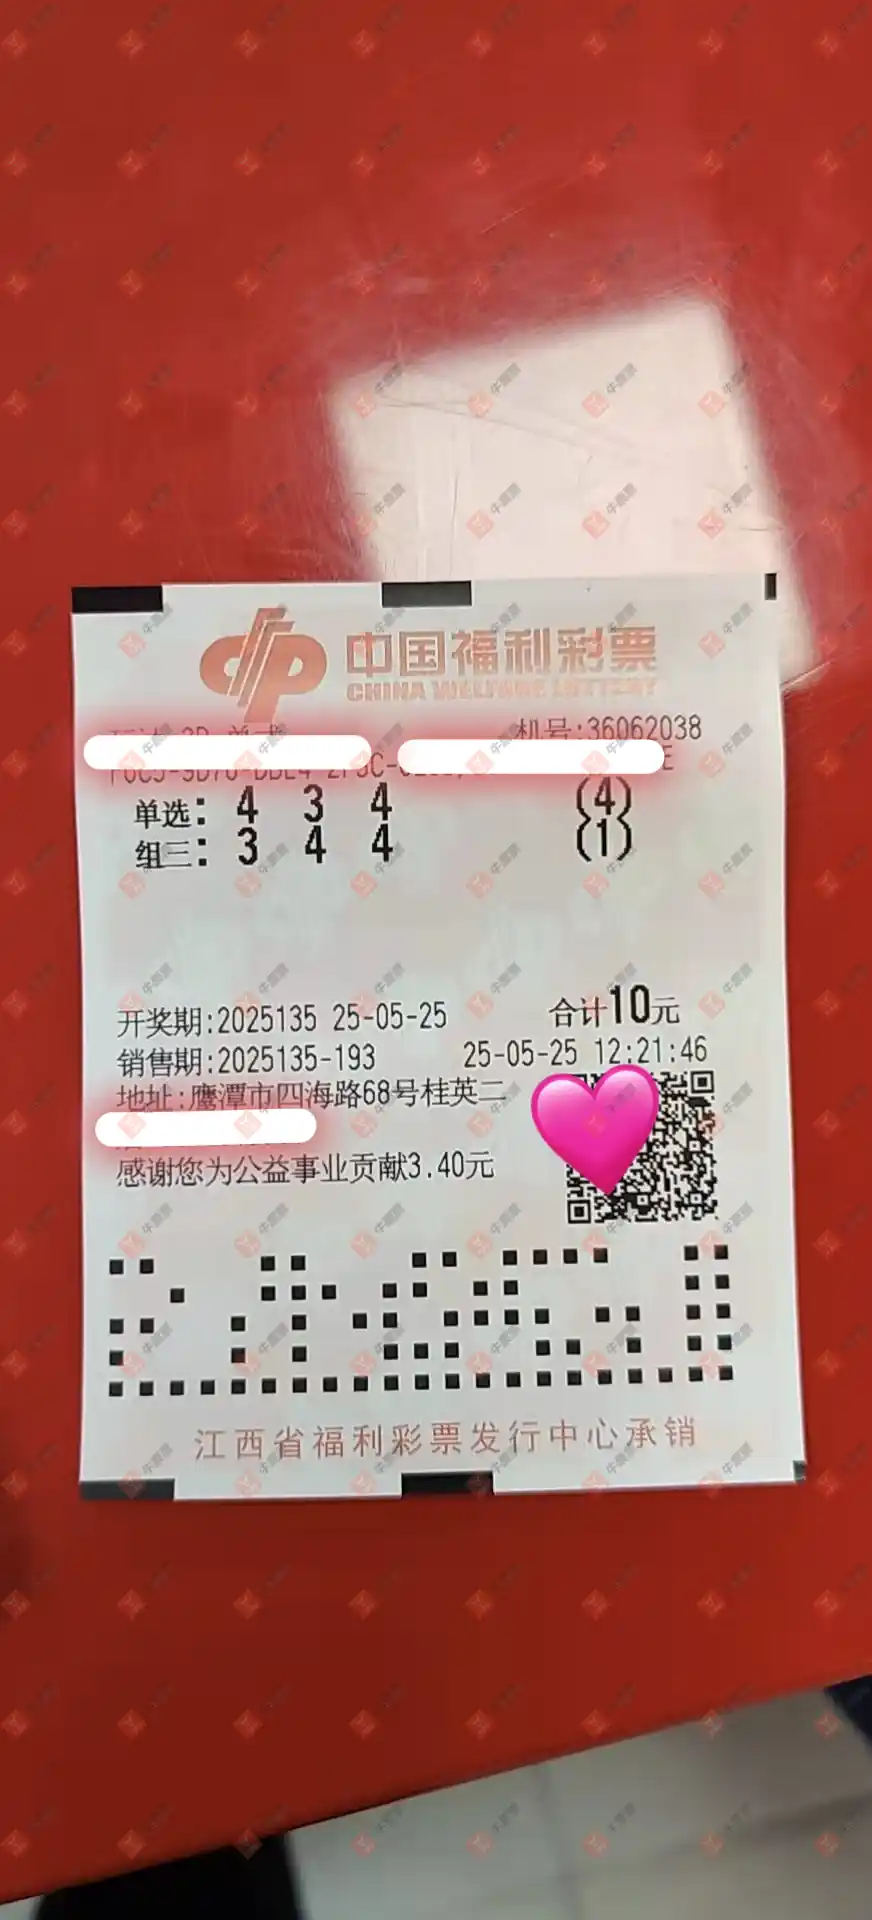 中国福利彩票
CHINA WELFARE LOTTERY
机号:36062038
单选: 4 3 4 (4)
组三: 3 4 4 (1)
开奖期:2025135 25-05-25 合计10元
销售期:2025135-193 25-05-25 12:21:46
地址:鹰潭市四海路68号桂英二
感谢您为公益事业贡献3.40元
江西省福利彩票发行中心承销